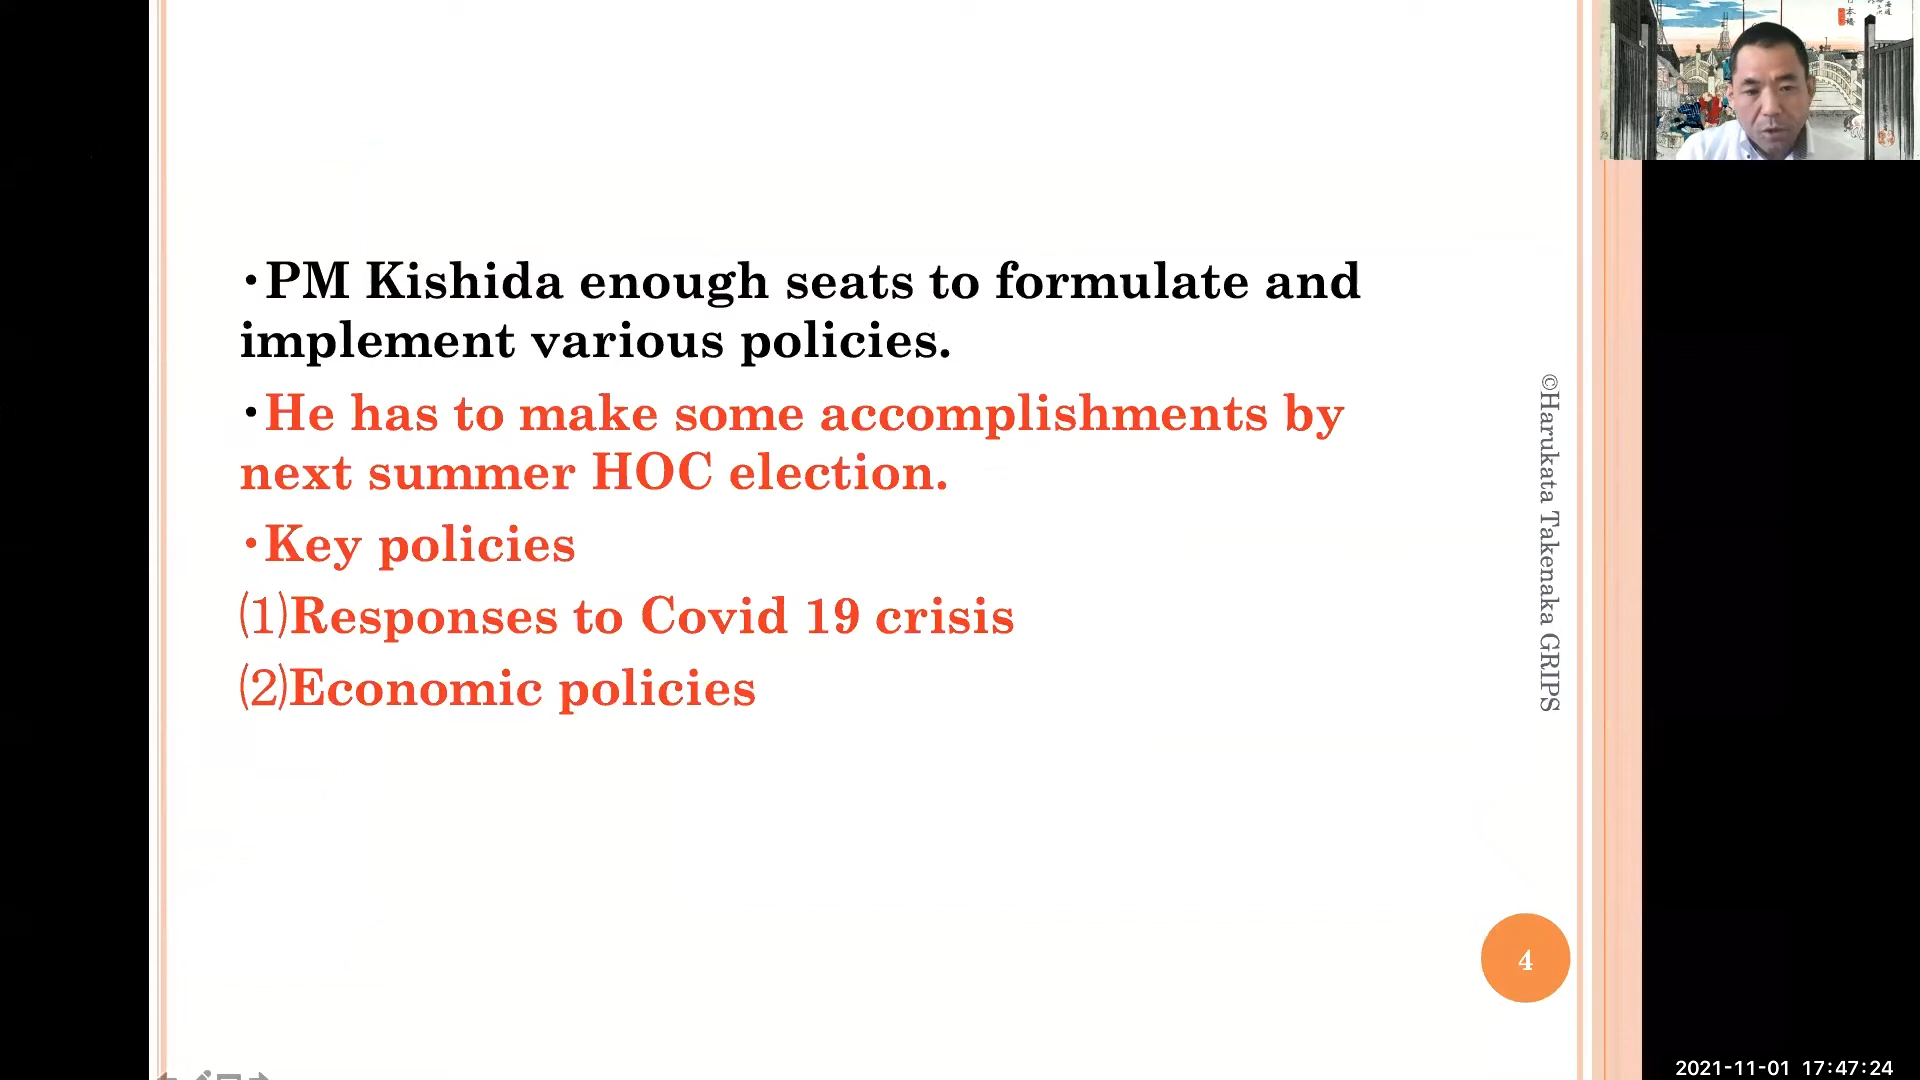 ・PM Kishida enough seats to formulate and
implement various policies.
・He has to make some accomplishments by
next summer HOC election.
・Key policies
⑴Responses to Covid 19 crisis
⑵Economic policies
©Harukata Takenaka GRIPS
4
2021-11-01 17:47:24